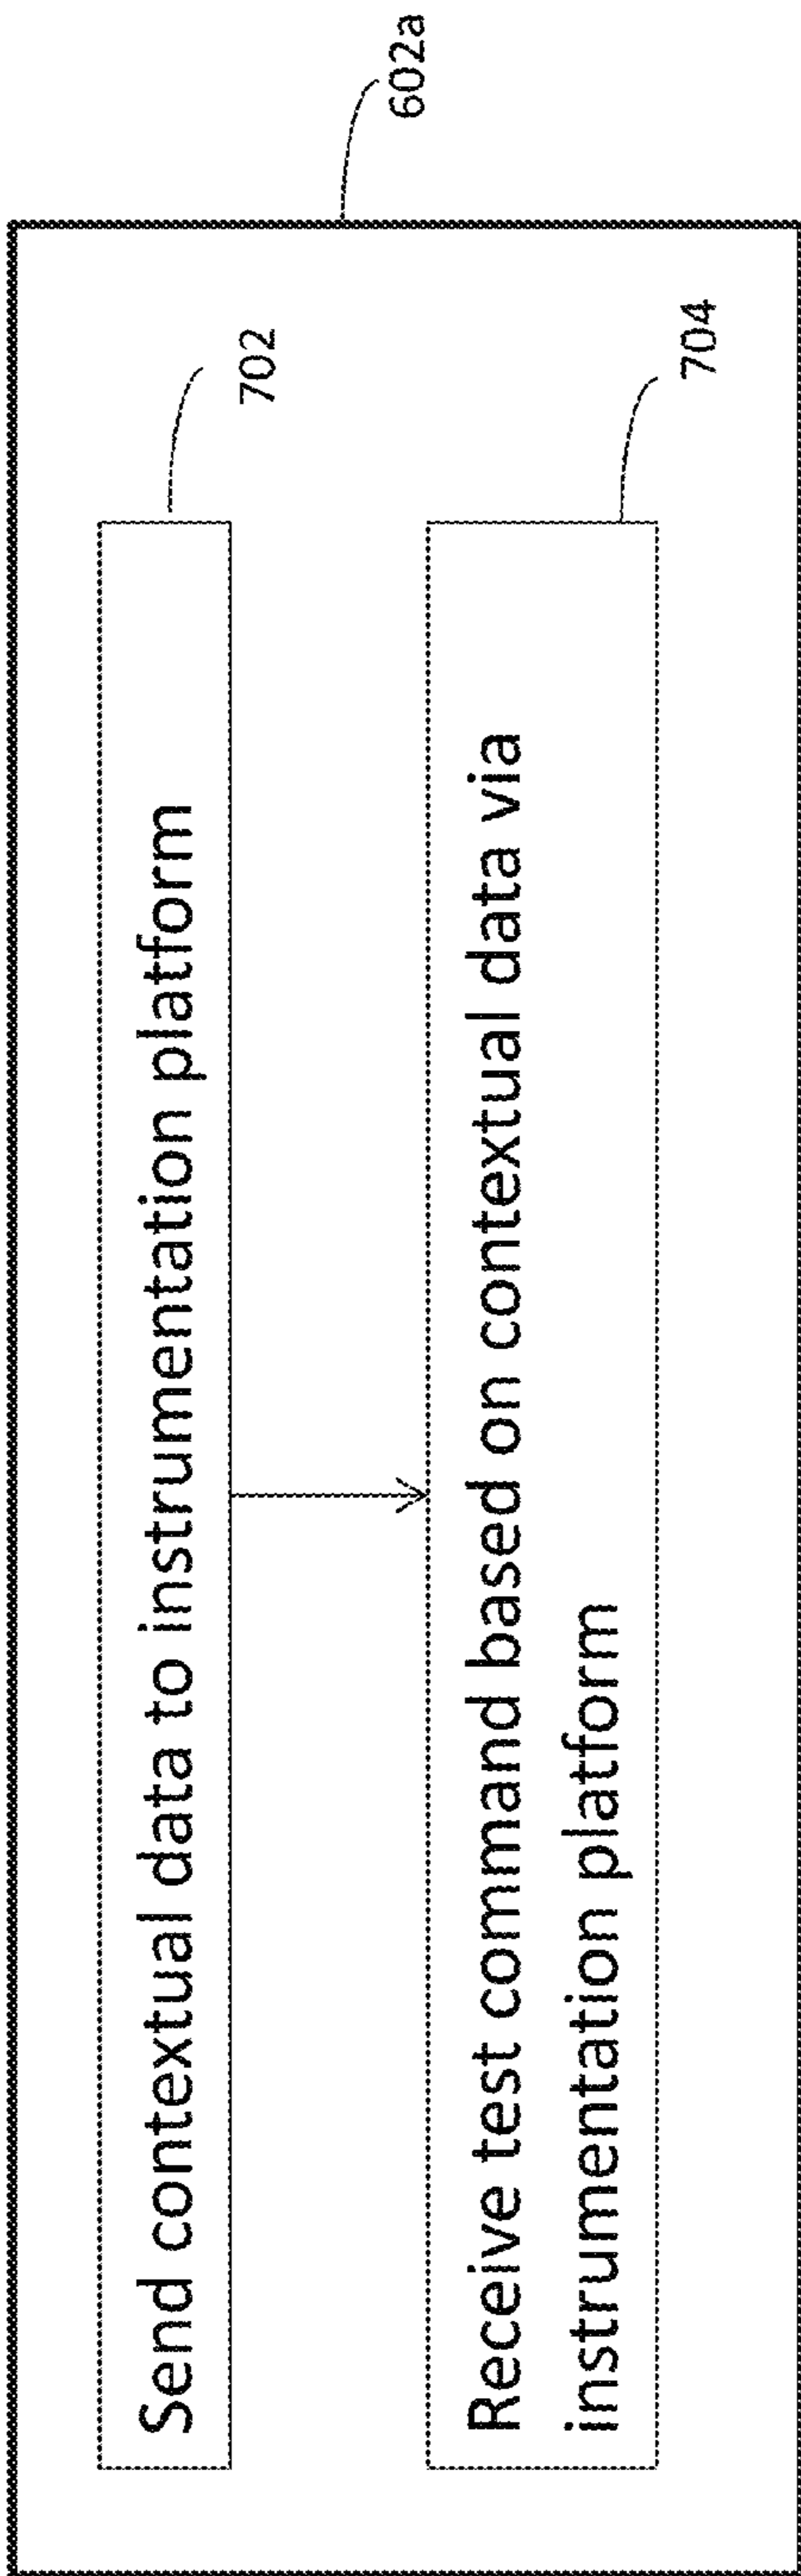 602a
702
Send contextual data to instrumentation platform
704
Receive test command based on contextual data via
instrumentation platform